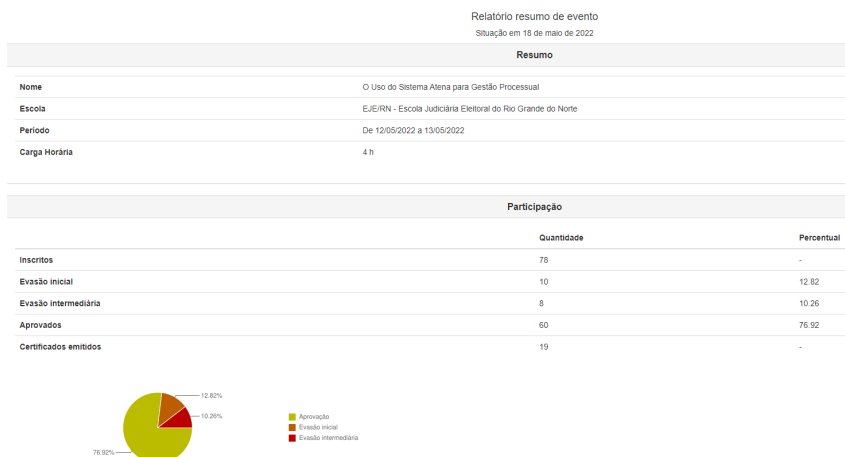 Relatório resumo de evento
Situação em 18 de maio de 2022
Resumo
Nome O Uso do Sistema Atena para Gestão Processual
Escola EJE/RN - Escola Judiciária Eleitoral do Rio Grande do Norte
Período De 12/05/2022 a 13/05/2022
Carga Horária 4 h
Participação
Quantidade Percentual
Inscritos 78 -
Evasão inicial 10 12.82
Evasão intermediária 8 10.26
Aprovados 60 76.92
Certificados emitidos 19 -
12.82%
10.26%
76.92%
Aprovação
Evasão inicial
Evasão intermediária